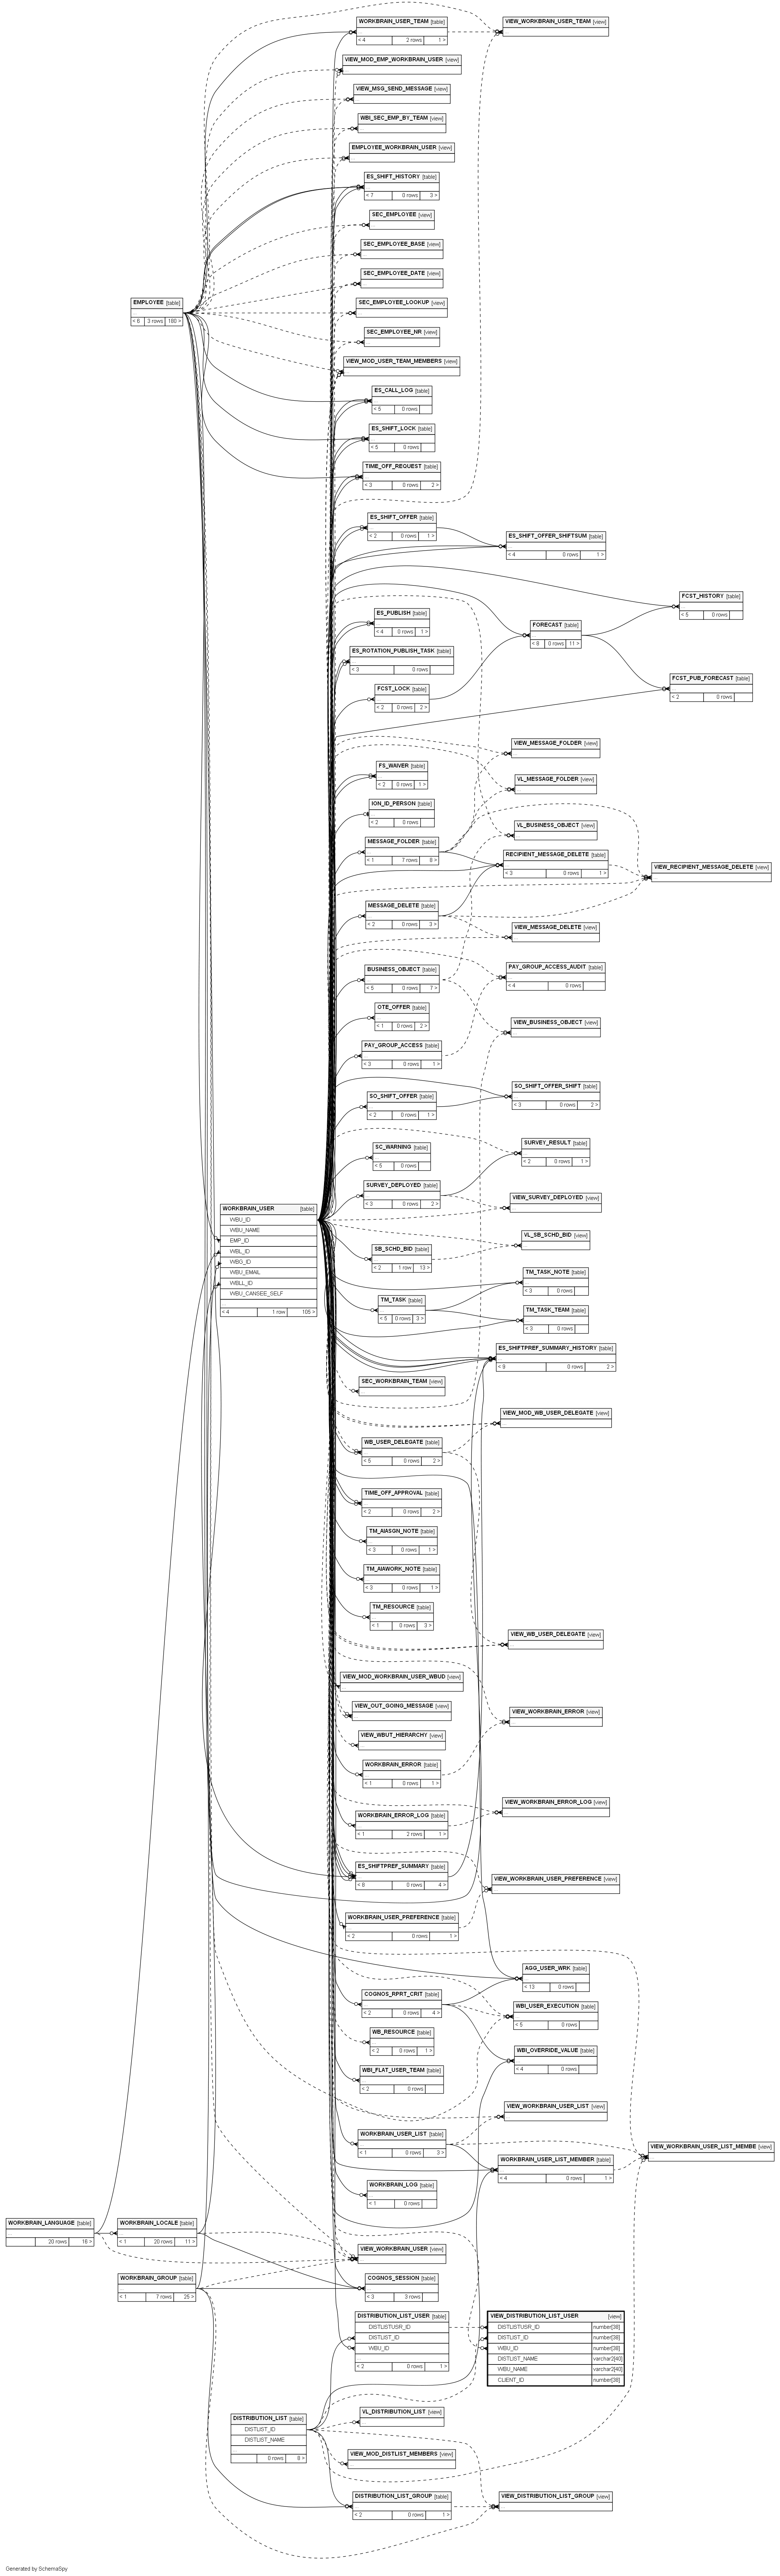 WORKBRAIN_USER_TEAM [table]
...
< 4 2 rows 1 >
VIEW_WORKBRAIN_USER_TEAM [view]
...
VIEW_MOD_EMP_WORKBRAIN_USER [view]
...
VIEW_MSG_SEND_MESSAGE [view]
...
WBI_SEC_EMP_BY_TEAM [view]
...
EMPLOYEE_WORKBRAIN_USER [view]
...
ES_SHIFT_HISTORY [table]
...
< 7 0 rows 3 >
SEC_EMPLOYEE [view]
...
SEC_EMPLOYEE_BASE [view]
...
SEC_EMPLOYEE_DATE [view]
...
EMPLOYEE [table]
...
< 6 3 rows 180 >
SEC_EMPLOYEE_LOOKUP [view]
...
SEC_EMPLOYEE_NR [view]
...
VIEW_MOD_USER_TEAM_MEMBERS [view]
...
ES_CALL_LOG [table]
...
< 5 0 rows
ES_SHIFT_LOCK [table]
...
< 5 0 rows
TIME_OFF_REQUEST [table]
...
< 3 0 rows 2 >
ES_SHIFT_OFFER [table]
...
< 2 0 rows 1 >
ES_SHIFT_OFFER_SHIFTSUM [table]
...
< 4 0 rows 1 >
FCST_HISTORY [table]
...
< 5 0 rows
ES_PUBLISH [table]
...
< 4 0 rows 1 >
FORECAST [table]
...
< 8 0 rows 11 >
ES_ROTATION_PUBLISH_TASK [table]
...
< 3 0 rows
FCST_PUB_FORECAST [table]
...
< 2 0 rows
FCST_LOCK [table]
...
< 2 0 rows 2 >
VIEW_MESSAGE_FOLDER [view]
...
FS_WAIVER [table]
...
< 2 0 rows 1 >
VL_MESSAGE_FOLDER [view]
...
ION_ID_PERSON [table]
...
< 2 0 rows
VL_BUSINESS_OBJECT [view]
...
MESSAGE_FOLDER [table]
...
< 1 7 rows 8 >
RECIPIENT_MESSAGE_DELETE [table]
...
< 3 0 rows 1 >
VIEW_RECIPIENT_MESSAGE_DELETE [view]
...
MESSAGE_DELETE [table]
...
< 2 0 rows 3 >
VIEW_MESSAGE_DELETE [view]
...
BUSINESS_OBJECT [table]
...
< 5 0 rows 7 >
PAY_GROUP_ACCESS_AUDIT [table]
...
< 4 0 rows
OTE_OFFER [table]
...
< 1 0 rows 2 >
VIEW_BUSINESS_OBJECT [view]
...
PAY_GROUP_ACCESS [table]
...
< 3 0 rows 1 >
SO_SHIFT_OFFER [table]
...
< 2 0 rows 1 >
SO_SHIFT_OFFER_SHIFT [table]
...
< 3 0 rows 2 >
SC_WARNING [table]
...
< 5 0 rows
SURVEY_RESULT [table]
...
< 2 0 rows 1 >
SURVEY_DEPLOYED [table]
...
< 3 0 rows 2 >
VIEW_SURVEY_DEPLOYED [view]
...
WORKBRAIN_USER [table]
WBU_ID
WBU_NAME
EMP_ID
WBL_ID
WBG_ID
WBU_EMAIL
WBLL_ID
WBU_CANSEE_SELF
...
< 4 1 row 105 >
VL_SB_SCHD_BID [view]
...
SB_SCHD_BID [table]
...
< 2 1 row 13 >
TM_TASK_NOTE [table]
...
< 3 0 rows
TM_TASK [table]
...
< 5 0 rows 3 >
TM_TASK_TEAM [table]
...
< 3 0 rows
ES_SHIFTPREF_SUMMARY_HISTORY [table]
...
< 8 0 rows 2 >
SEC_WORKBRAIN_TEAM [view]
...
VIEW_MOD_WB_USER_DELEGATE [view]
...
WB_USER_DELEGATE [table]
...
< 5 0 rows 2 >
TIME_OFF_APPROVAL [table]
...
< 2 0 rows 2 >
TM_AIASGN_NOTE [table]
...
< 3 0 rows 1 >
TM_AIAWORK_NOTE [table]
...
< 3 0 rows 1 >
TM_RESOURCE [table]
...
< 1 0 rows 3 >
VIEW_WB_USER_DELEGATE [view]
...
VIEW_MOD_WORKBRAIN_USER_WBUD [view]
...
VIEW_OUT_GOING_MESSAGE [view]
...
VIEW_WORKBRAIN_ERROR [view]
...
VIEW_WBUT_HIERARCHY [view]
...
WORKBRAIN_ERROR [table]
...
< 1 0 rows 1 >
VIEW_WORKBRAIN_ERROR_LOG [view]
...
WORKBRAIN_ERROR_LOG [table]
...
< 1 2 rows 1 >
ES_SHIFTPREF_SUMMARY [table]
...
< 8 0 rows 4 >
VIEW_WORKBRAIN_USER_PREFERENCE [view]
...
WORKBRAIN_USER_PREFERENCE [table]
...
< 2 0 rows 1 >
AGG_USER_WRK [table]
...
< 13 0 rows
COGNOS_RPRT_CRIT [table]
...
< 2 0 rows 4 >
WBI_USER_EXECUTION [table]
...
< 5 0 rows
WB_RESOURCE [table]
...
< 2 0 rows 1 >
WBI_OVERRIDE_VALUE [table]
...
< 4 0 rows
WBI_FLAT_USER_TEAM [table]
...
< 2 0 rows
VIEW_WORKBRAIN_USER_LIST [view]
...
WORKBRAIN_USER_LIST [table]
...
< 1 0 rows 3 >
VIEW_WORKBRAIN_USER_LIST_MEMBE [view]
...
WORKBRAIN_USER_LIST_MEMBER [table]
...
< 4 0 rows 1 >
WORKBRAIN_LOG [table]
...
< 1 0 rows
WORKBRAIN_LANGUAGE [table]
...
20 rows 16 >
WORKBRAIN_LOCALE [table]
...
< 1 20 rows 11 >
VIEW_WORKBRAIN_USER [view]
...
WORKBRAIN_GROUP [table]
...
< 1 7 rows 25 >
COGNOS_SESSION [table]
...
< 3 3 rows
DISTRIBUTION_LIST_USER [table]
DISTLISTUSR_ID
DISTLIST_ID
WBU_ID
...
< 2 0 rows 1 >
VIEW_DISTRIBUTION_LIST_USER [view]
DISTLISTUSR_ID number[38]
DISTLIST_ID number[38]
WBU_ID number[38]
DISTLIST_NAME varchar2[40]
WBU_NAME varchar2[40]
CLIENT_ID number[38]
DISTRIBUTION_LIST [table]
DISTLIST_ID
DISTLIST_NAME
...
0 rows 8 >
VL_DISTRIBUTION_LIST [view]
...
VIEW_MOD_DISTLIST_MEMBERS [view]
...
DISTRIBUTION_LIST_GROUP [table]
...
< 2 0 rows 1 >
VIEW_DISTRIBUTION_LIST_GROUP [view]
...
Generated by SchemaSpy